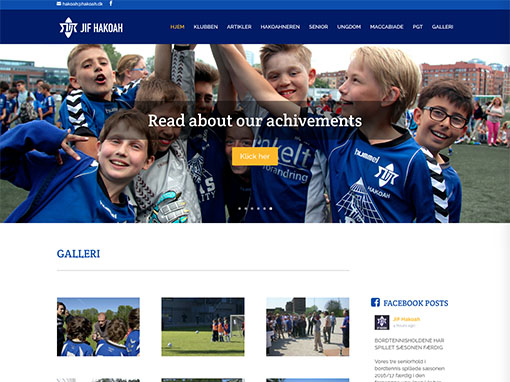 hakoah@hakoah.dk
JIF HAKOAH
HJEM KLUBBEN ARTIKLER HAKOAHNEREN SENIOR UNGDOM MACCABIADE PGT GALLERI
Read about our achivements
Klick her
hummel
HAKOAH
GALLERI
FACEBOOK POSTS
JIF Hakoah
BORDTENNISHOLDENE HAR
SPILLET SÆSONEN FÆRDIG.
Vores tre seniorhold i
bordtennis spillede sæsonen
2016/17 færdig i den